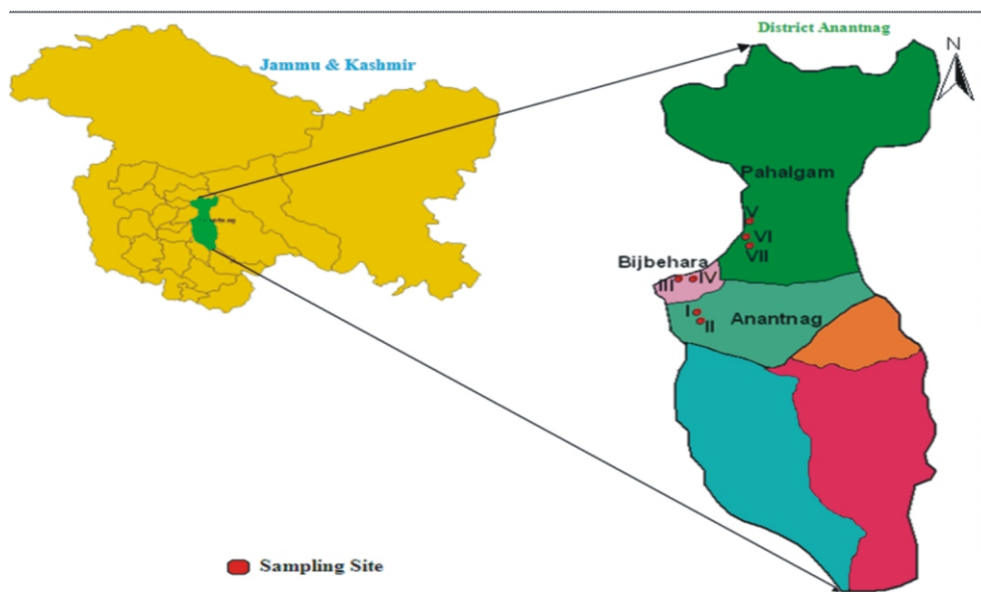 District Anantnag
N
Jammu & Kashmir
Pahalgam
V
VI
VII
Bijbehara
III IV
I
II
Anantnag
Sampling Site